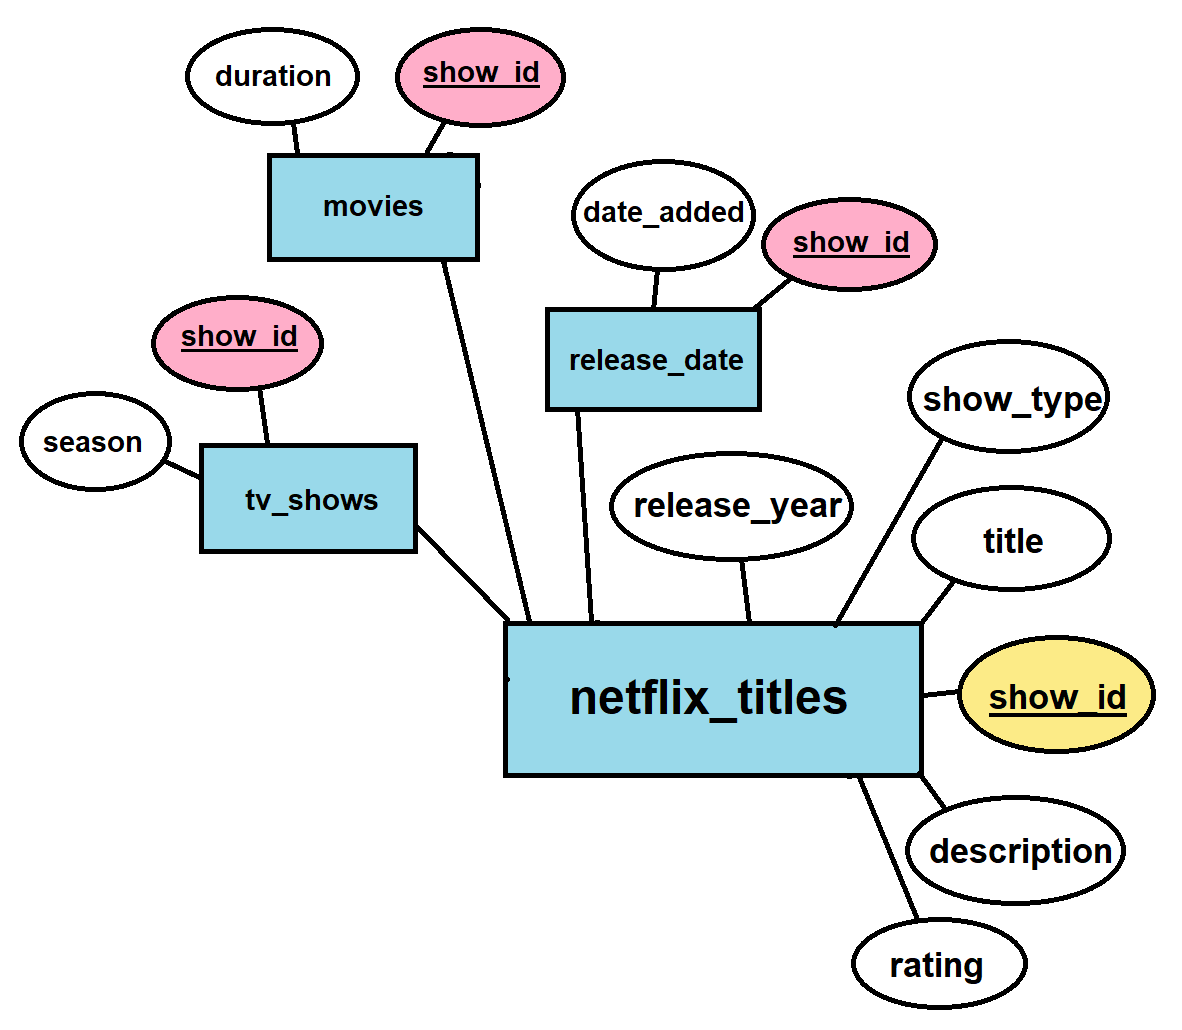 duration
show_id
movies
date_added
show_id
show_id
release_date
season
show_type
tv_shows
release_year
title
netflix_titles
show_id
description
rating